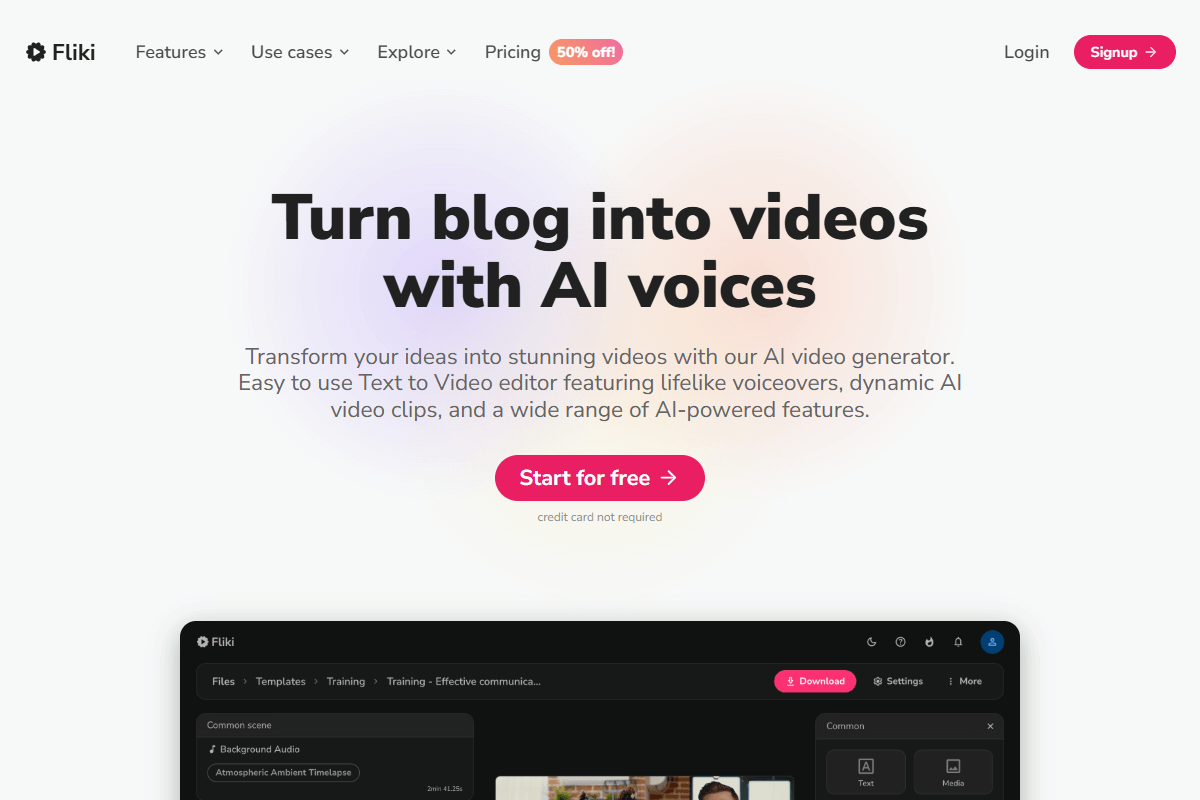 Fliki
Features
Use cases
Explore
Pricing
50% off!
Login
Signup
Turn blog into videos
with AI voices
Transform your ideas into stunning videos with our AI video generator.
Easy to use Text to Video editor featuring lifelike voiceovers, dynamic AI
video clips, and a wide range of AI-powered features.
Start for free
credit card not required
Fliki
Files > Templates > Training > Training - Effective communica...
Download
Settings
More
Common scene
Background Audio
Atmospheric Ambient Timelapse
2min 41.25s
Common
Text
Media